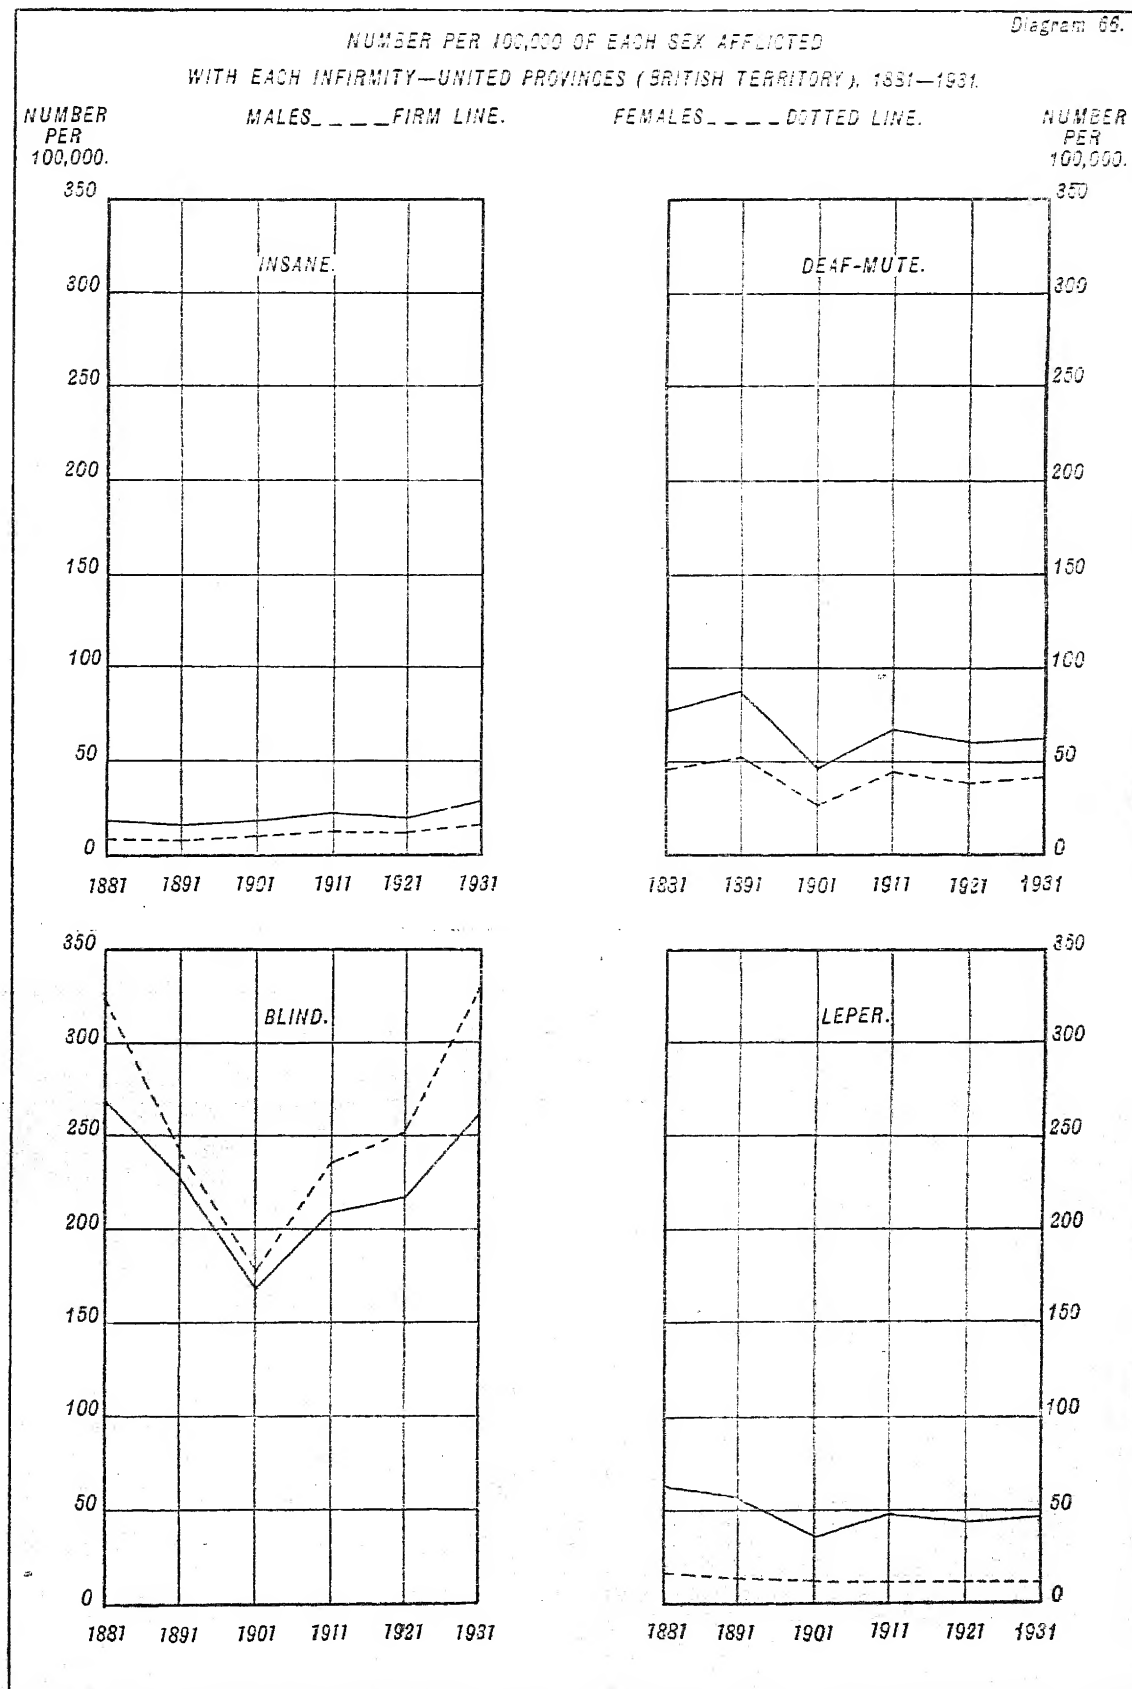 Diagram 66.
NUMBER PER 100,000 OF EACH SEX AFFLICTED
WITH EACH INFIRMITY—UNITED PROVINCES (BRITISH TERRITORY), 1881—1931.
NUMBER PER 100,000.
MALES____FIRM LINE.
FEMALES____DOTTED LINE.
NUMBER PER 100,000.
INSANE.
350
300
250
200
150
100
50
0
1881 1891 1901 1911 1921 1931
DEAF-MUTE.
350
300
250
200
150
100
50
0
1881 1891 1901 1911 1921 1931
BLIND.
350
300
250
200
150
100
50
0
1881 1891 1901 1911 1921 1931
LEPER.
350
300
250
200
150
100
50
0
1881 1891 1901 1911 1921 1931